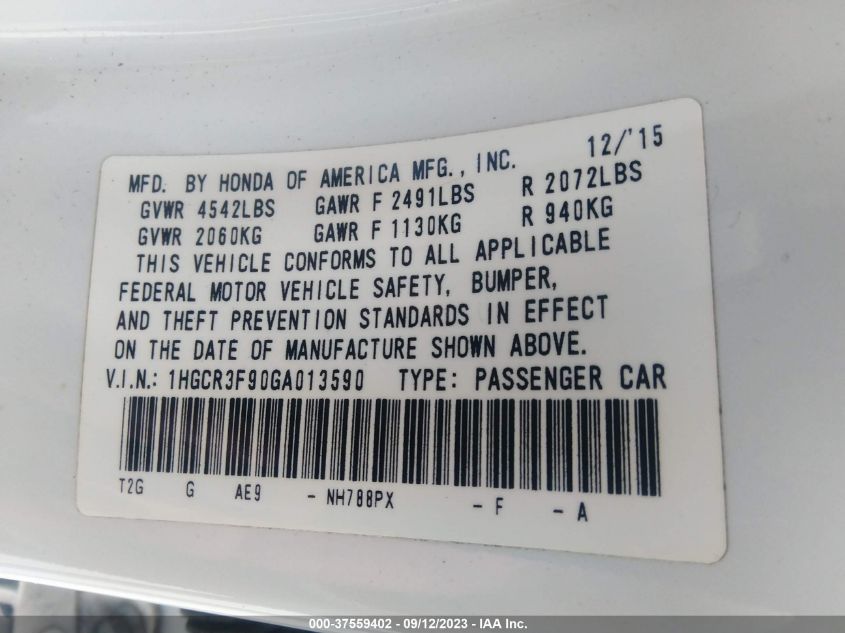 12/'15
MFD. BY HONDA OF AMERICA MFG., INC.
GVWR 4542LBS GAWR F 2491LBS R 2072LBS
GVWR 2060KG GAWR F 1130KG R 940KG
THIS VEHICLE CONFORMS TO ALL APPLICABLE
FEDERAL MOTOR VEHICLE SAFETY, BUMPER,
AND THEFT PREVENTION STANDARDS IN EFFECT
ON THE DATE OF MANUFACTURE SHOWN ABOVE.
V.I.N.: 1HGCR3F90GA013590 TYPE: PASSENGER CAR
T2G G AE9 - NH788PX - F - A
000-37559402 - 09/12/2023 - IAA Inc.